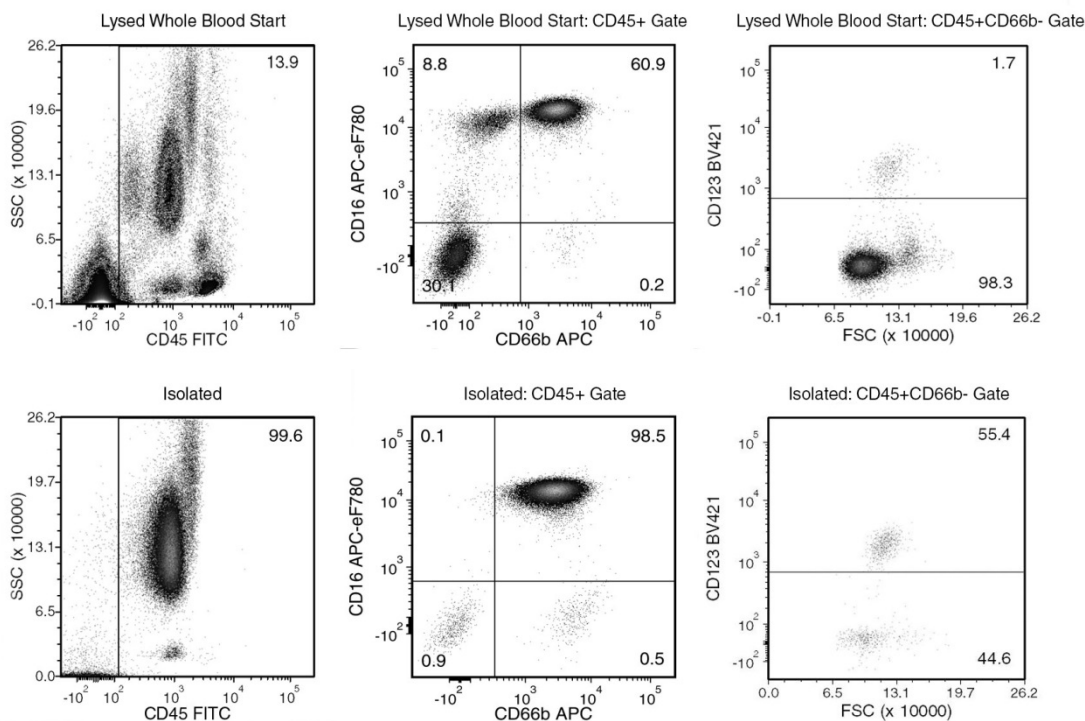 Lysed Whole Blood Start
Lysed Whole Blood Start: CD45+ Gate
Lysed Whole Blood Start: CD45+CD66b- Gate
26.2
19.6
13.1
6.5
-0.1
SSC (x 10000)
13.9
-10² 10² 10³ 10⁴ 10⁵
CD45 FITC
10⁵
10⁴
10³
-10²
CD16 APC-eF780
8.8
60.9
30.1
0.2
-10² 10² 10³ 10⁴ 10⁵
CD66b APC
10⁵
10⁴
10³
10²
-10²
CD123 BV421
1.7
98.3
-0.1 6.5 13.1 19.6 26.2
FSC (x 10000)
Isolated
Isolated: CD45+ Gate
Isolated: CD45+CD66b- Gate
26.2
19.7
13.1
6.5
0.0
SSC (x 10000)
99.6
-10² 10² 10³ 10⁴ 10⁵
CD45 FITC
10⁵
10⁴
10³
-10²
CD16 APC-eF780
0.1
98.5
0.9
0.5
-10² 10² 10³ 10⁴ 10⁵
CD66b APC
10⁵
10⁴
10³
10²
-10²
CD123 BV421
55.4
44.6
0.0 6.5 13.1 19.7 26.2
FSC (x 10000)